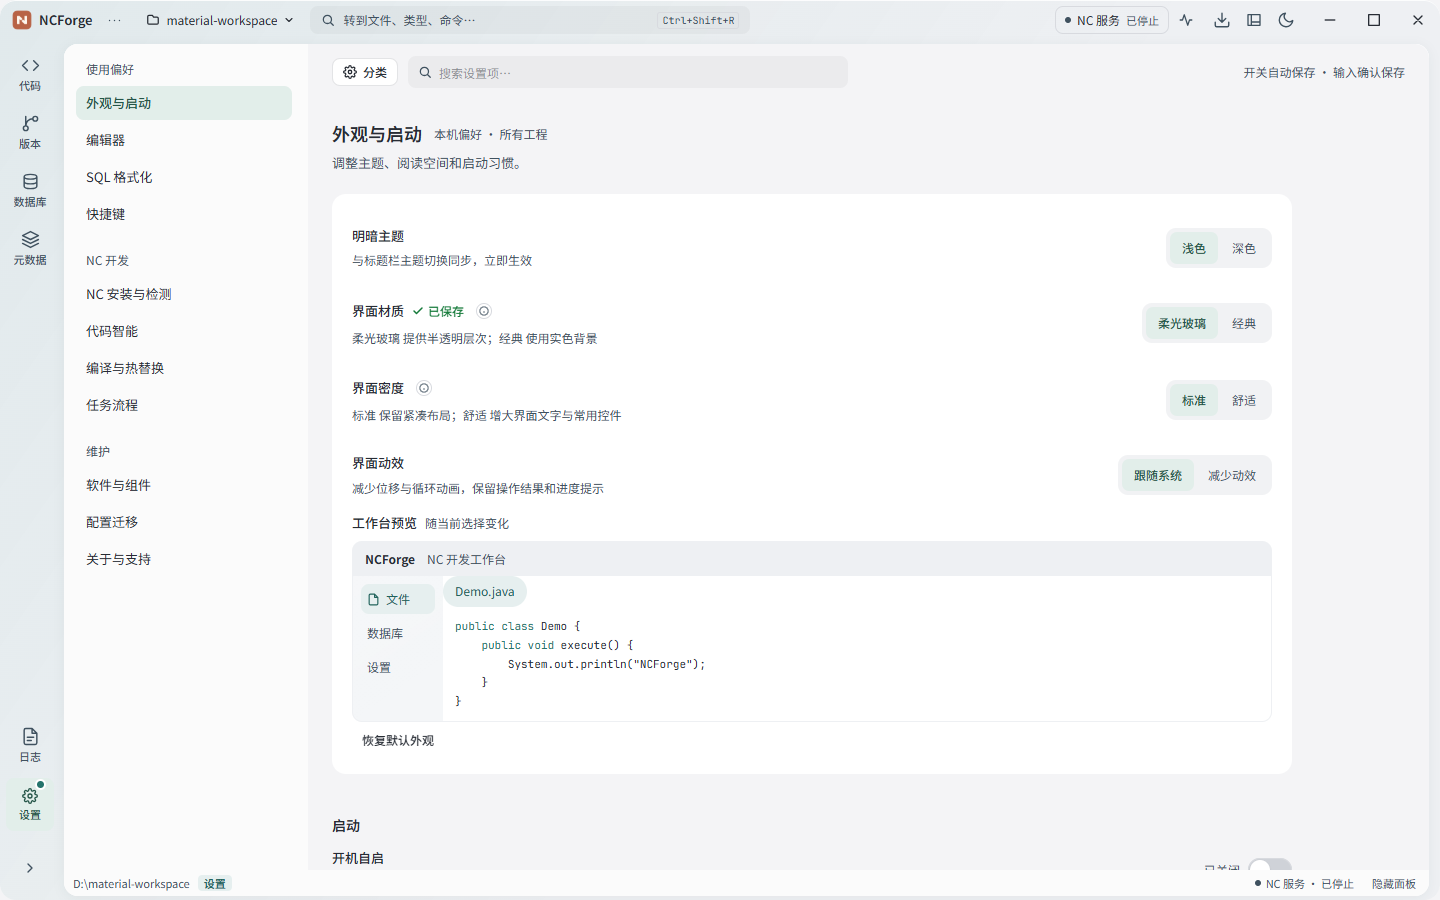 NCForge ··· material-workspace 转到文件、类型、命令··· Ctrl+Shift+R NC 服务 已停止
代码
版本
数据库
元数据
日志
设置
使用偏好
外观与启动
编辑器
SQL 格式化
快捷键
NC 开发
NC 安装与检测
代码智能
编译与热替换
任务流程
维护
软件与组件
配置迁移
关于与支持
分类 搜索设置项··· 开关自动保存 · 输入确认保存
外观与启动 本机偏好 · 所有工程
调整主题、阅读空间和启动习惯。
明暗主题
与标题栏主题切换同步，立即生效
浅色 深色
界面材质 已保存
柔光玻璃 提供半透明层次；经典 使用实色背景
柔光玻璃 经典
界面密度
标准 保留紧凑布局；舒适 增大界面文字与常用控件
标准 舒适
界面动效
减少位移与循环动画，保留操作结果和进度提示
跟随系统 减少动效
工作台预览 随当前选择变化
NCForge NC 开发工作台
文件
数据库
设置
Demo.java
public class Demo {
    public void execute() {
        System.out.println("NCForge");
    }
}
恢复默认外观
启动
开机自启
已关闭
D:\material-workspace 设置 NC 服务 · 已停止 隐藏面板